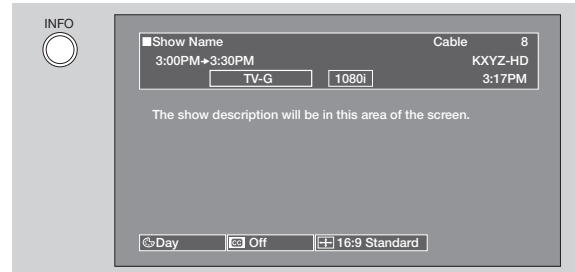 INFO
■Show Name Cable 8
3:00PM→3:30PM KXYZ-HD
TV-G 1080i 3:17PM
The show description will be in this area of the screen.
Day CC Off 16:9 Standard